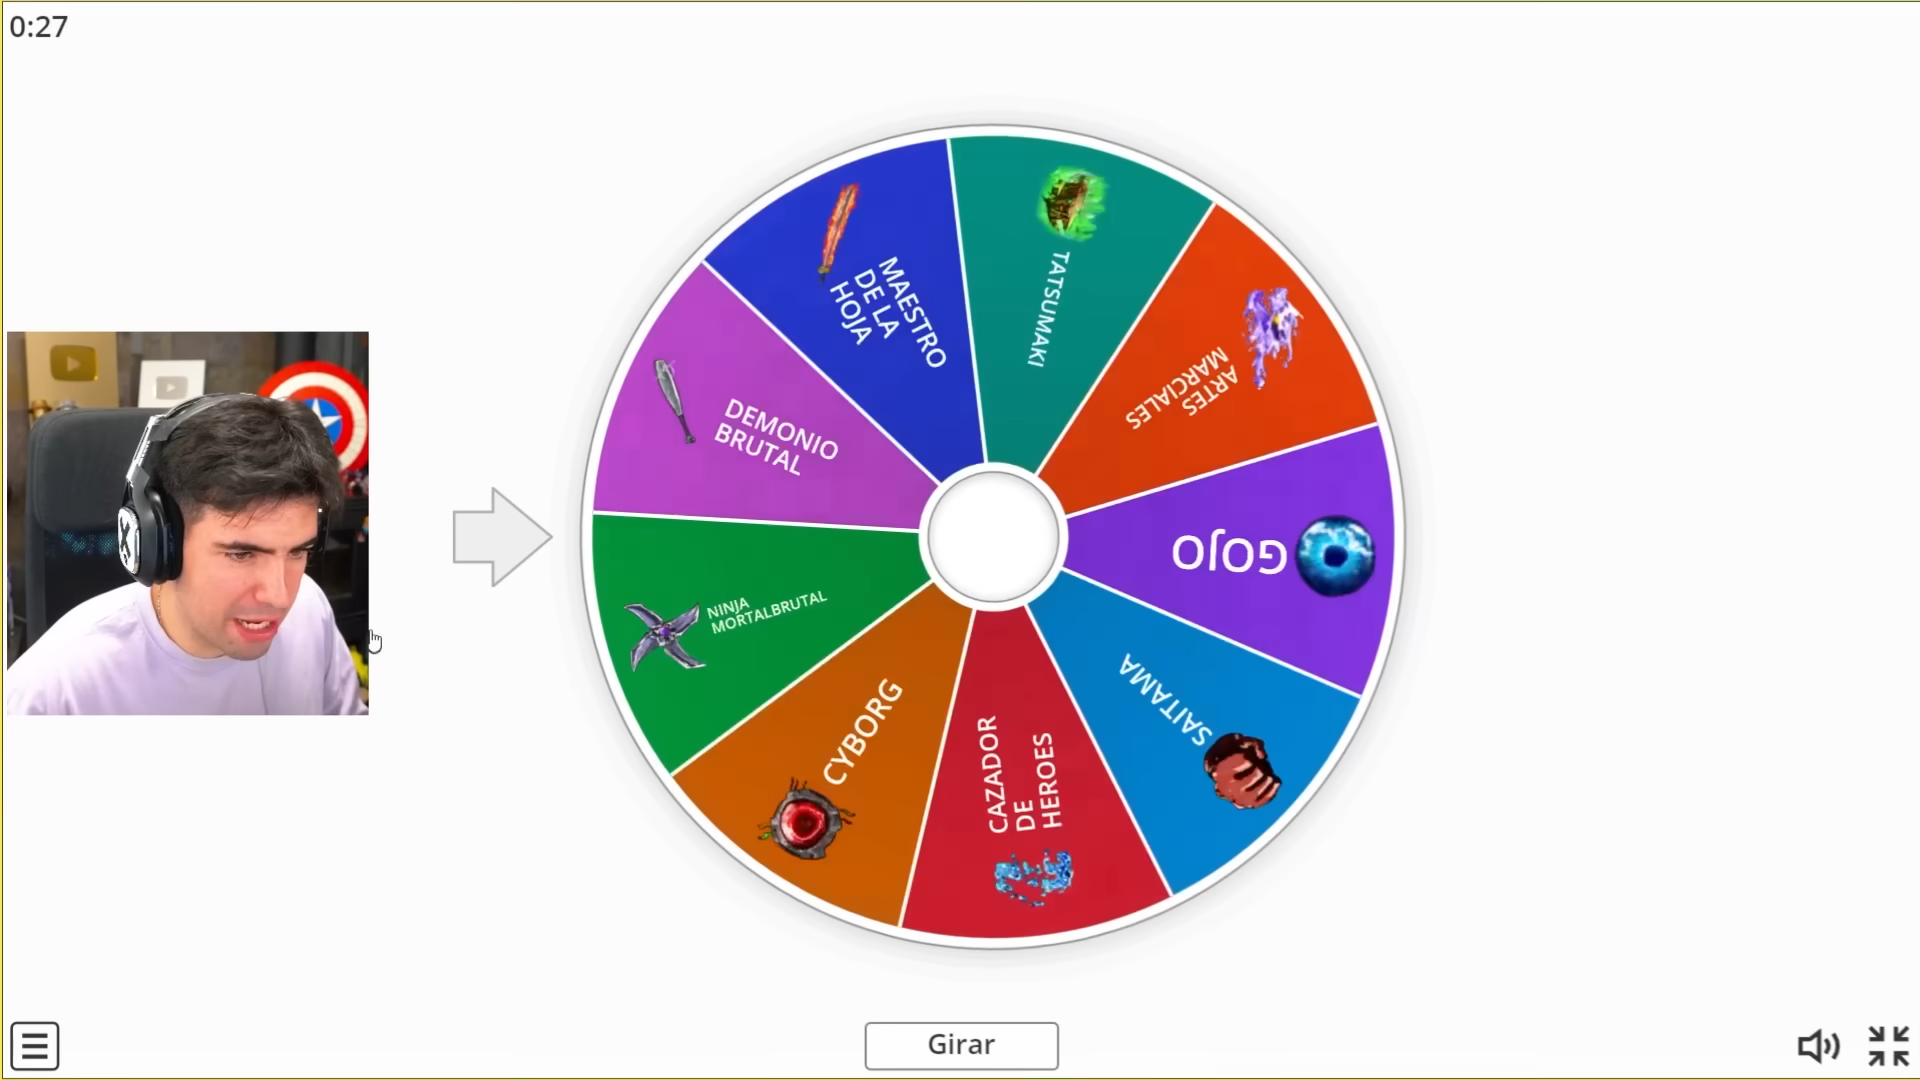 0:27
MAESTRO
DE LA
HOJA
TATSUMAKI
ARTES
MARCIALES
DEMONIO
BRUTAL
GOJO
NINJA
MORTALBRUTAL
CYBORG
CAZADOR
DE
HEROES
SAITAMA
Girar